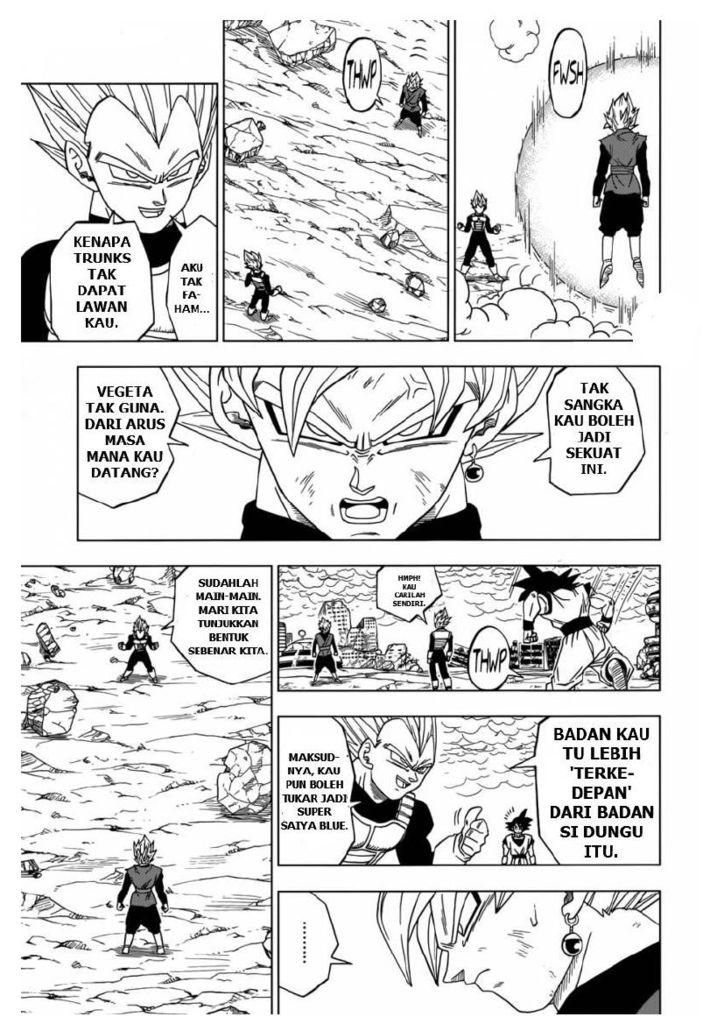 FWSH
THWP
AKU
TAK
FA-
HAM...
KENAPA
TRUNKS
TAK
DAPAT
LAWAN
KAU.
TAK
SANGKA
KAU BOLEH
JADI
SEKUAT
INI.
VEGETA
TAK GUNA.
DARI ARUS
MASA
MANA KAU
DATANG?
THWP
HMPH!
KAU
CARILAH
SENDIRI.
SUDAHLAH
MAIN-MAIN.
MARI KITA
TUNJUKKAN
BENTUK
SEBENAR KITA.
BADAN KAU
TU LEBIH
'TERKE-
DEPAN'
DARI BADAN
SI DUNGU
ITU.
MAKSUD-
NYA, KAU
PUN BOLEH
TUKAR JADI
SUPER
SAIYA BLUE.
..........